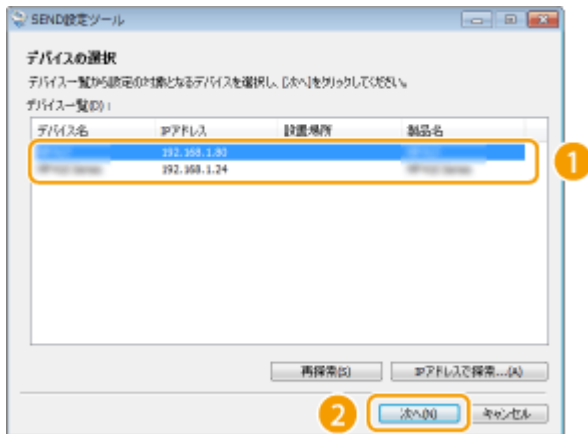 SEND設定ツール
デバイスの選択
デバイス一覧から設定の対象となるデバイスを選択し、[次へ]をクリックしてください。
デバイス一覧(D):
デバイス名 IPアドレス 設置場所 製品名
192.168.1.80
192.168.1.24
1
再探索(S) IPアドレスで探索...(A)
2 次へ(N) キャンセル